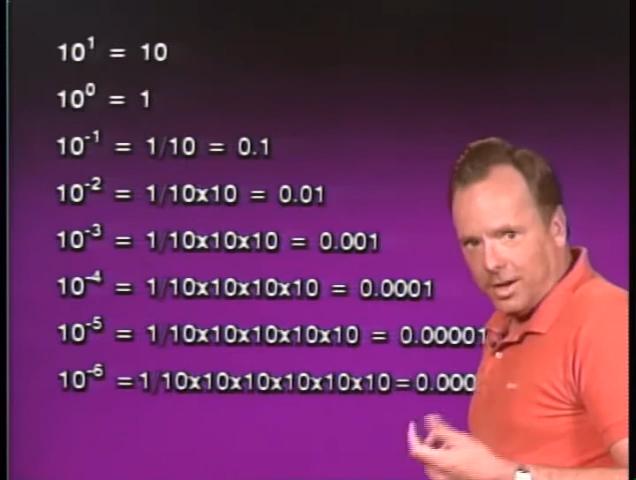 10¹ = 10
10⁰ = 1
10⁻¹ = 1/10 = 0.1
10⁻² = 1/10x10 = 0.01
10⁻³ = 1/10x10x10 = 0.001
10⁻⁴ = 1/10x10x10x10 = 0.0001
10⁻⁵ = 1/10x10x10x10x10 = 0.00001
10⁻⁶ = 1/10x10x10x10x10x10 = 0.000